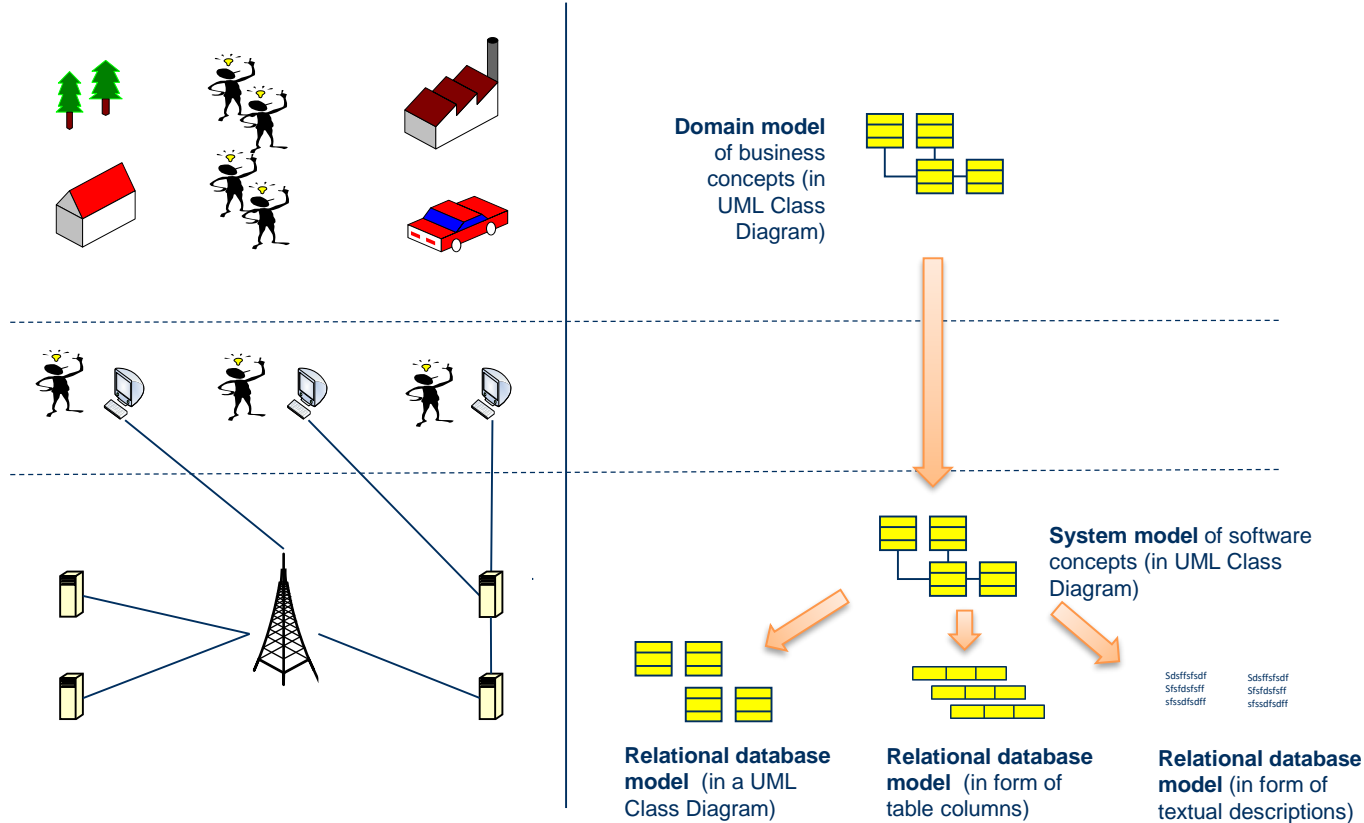 Domain model
of business
concepts (in
UML Class
Diagram)
System model of software
concepts (in UML Class
Diagram)
Sdsffsfsdf
Sfsfdsfsff
sfssdfsdff
Sdsffsfsdf
Sfsfdsfsff
sfssdfsdff
Relational database
model (in a UML
Class Diagram)
Relational database
model (in form of
table columns)
Relational database
model (in form of
textual descriptions)